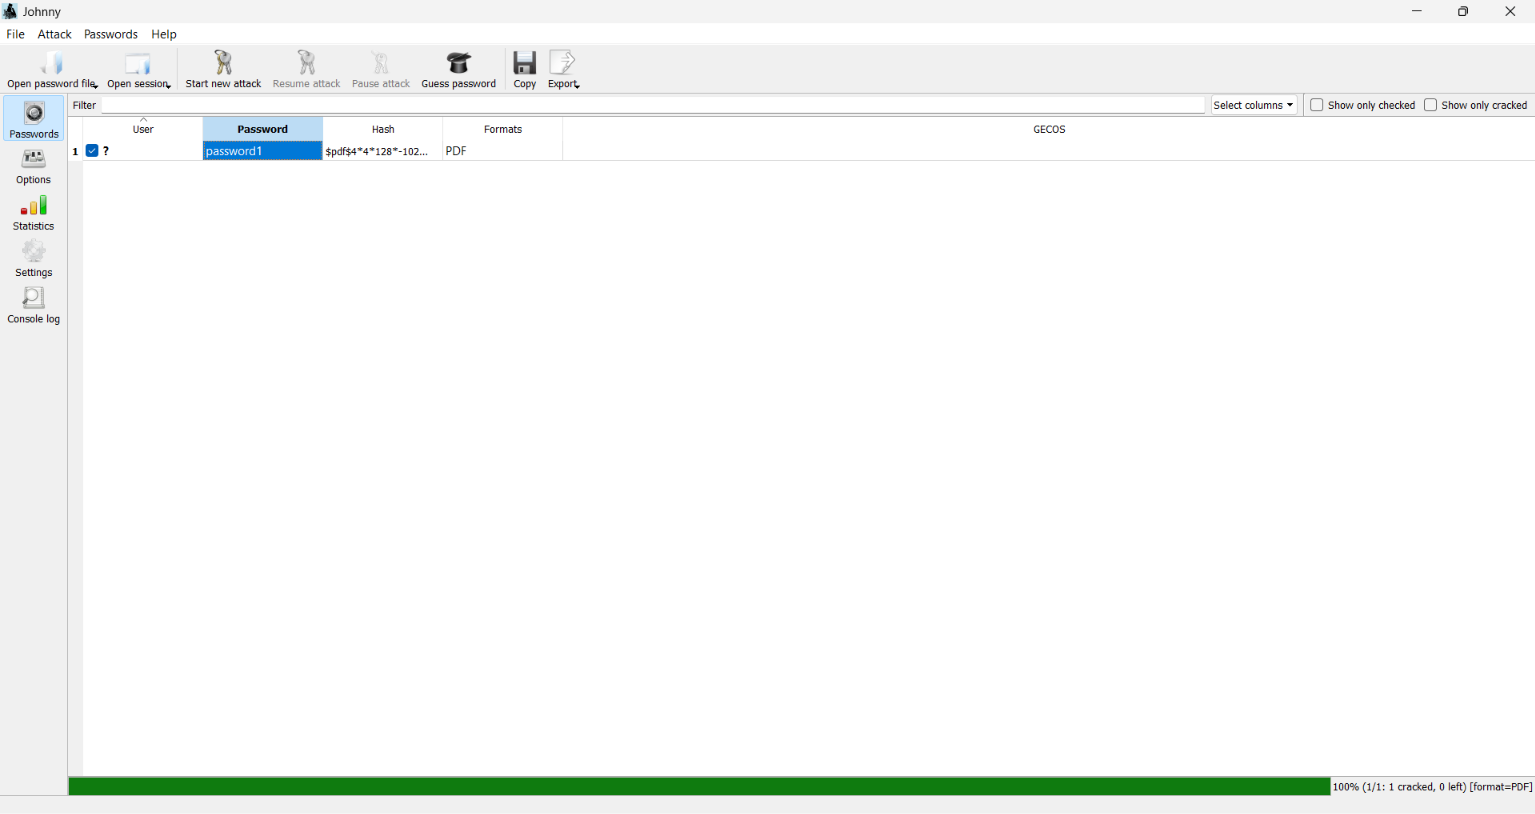 Johnny
File Attack Passwords Help
Open password file Open session Start new attack Resume attack Pause attack Guess password Copy Export
Passwords
Options
Statistics
Settings
Console log
Filter Select columns Show only checked Show only cracked
User Password Hash Formats GECOS
1 ? password1 $pdf$4*4*128*-102... PDF
100% (1/1: 1 cracked, 0 left) [format=PDF]